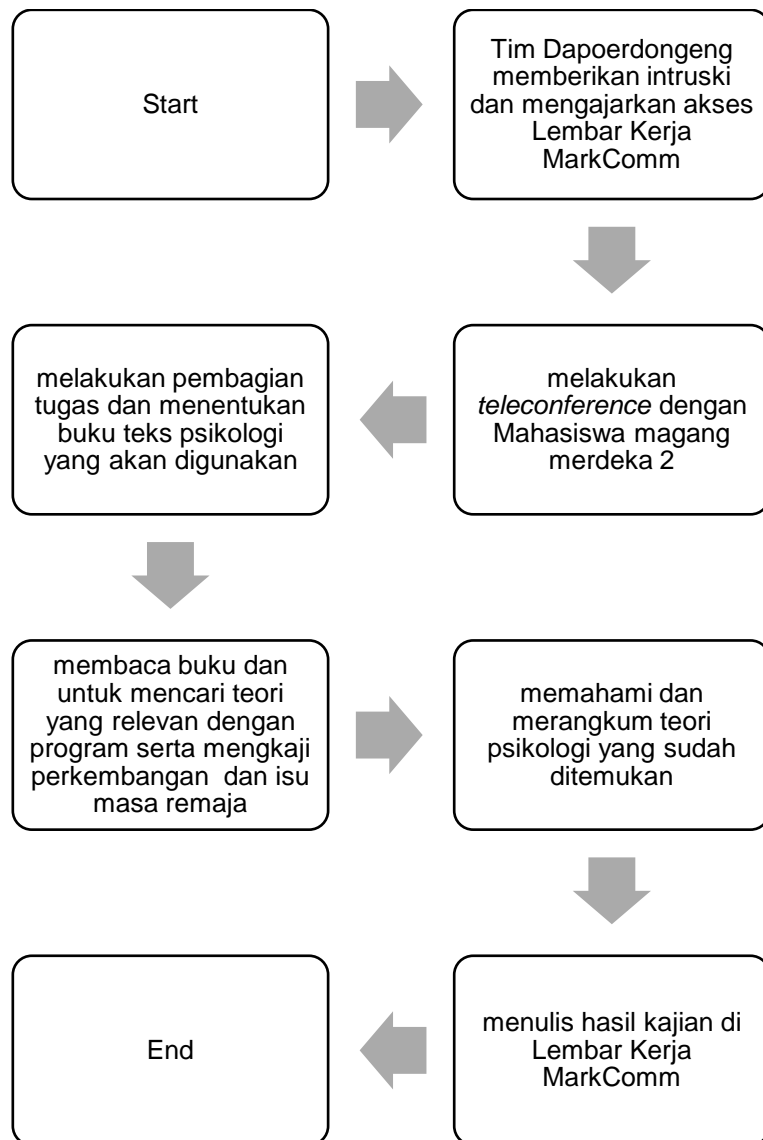 Start
Tim Dapoerdongeng
memberikan intruski
dan mengajarkan akses
Lembar Kerja
MarkComm
melakukan
teleconference dengan
Mahasiswa magang
merdeka 2
melakukan pembagian
tugas dan menentukan
buku teks psikologi
yang akan digunakan
membaca buku dan
untuk mencari teori
yang relevan dengan
program serta mengkaji
perkembangan dan isu
masa remaja
memahami dan
merangkum teori
psikologi yang sudah
ditemukan
menulis hasil kajian di
Lembar Kerja
MarkComm
End